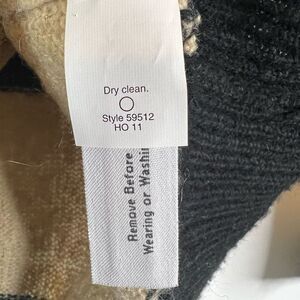 Dry clean.
Style 59512
HO 11
Remove Before
Wearing or Washi